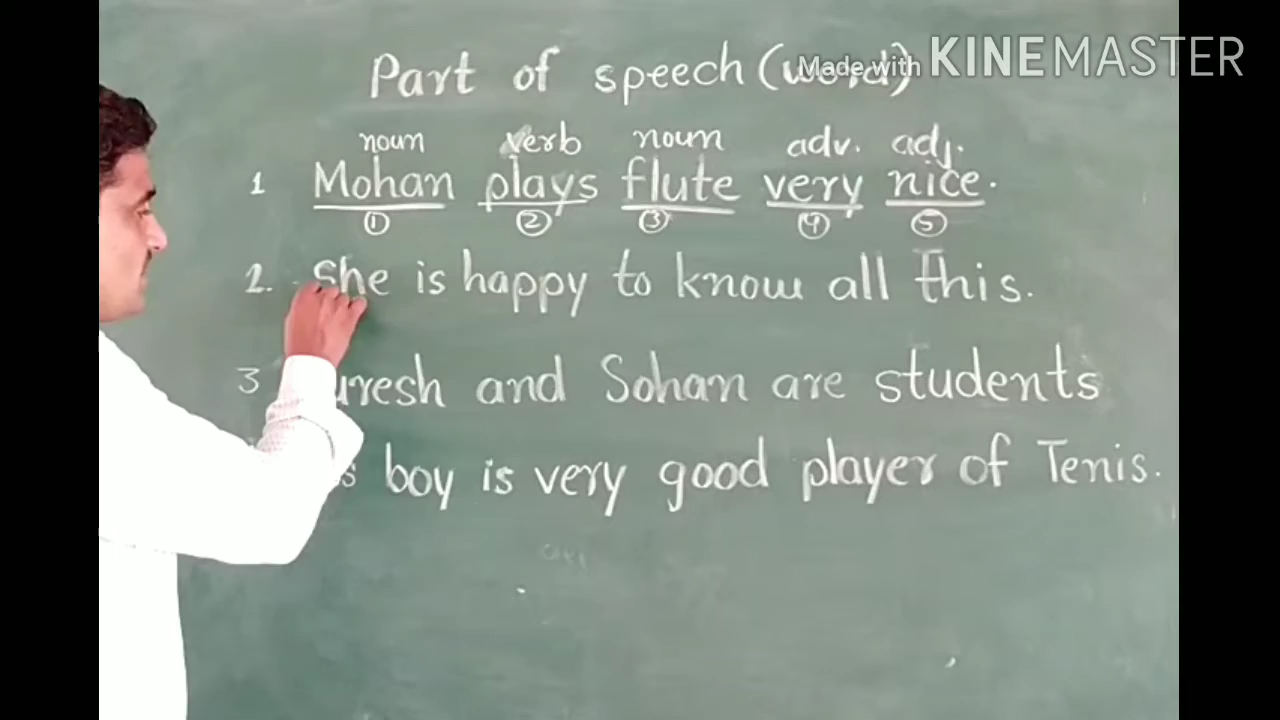 Part of speech (word)
Made with KINEMASTER
noun verb noun adv. adj.
1 Mohan plays flute very nice.
1 2 3 4 5
2. She is happy to know all this.
3 uresh and Sohan are students
boy is very good player of Tenis.